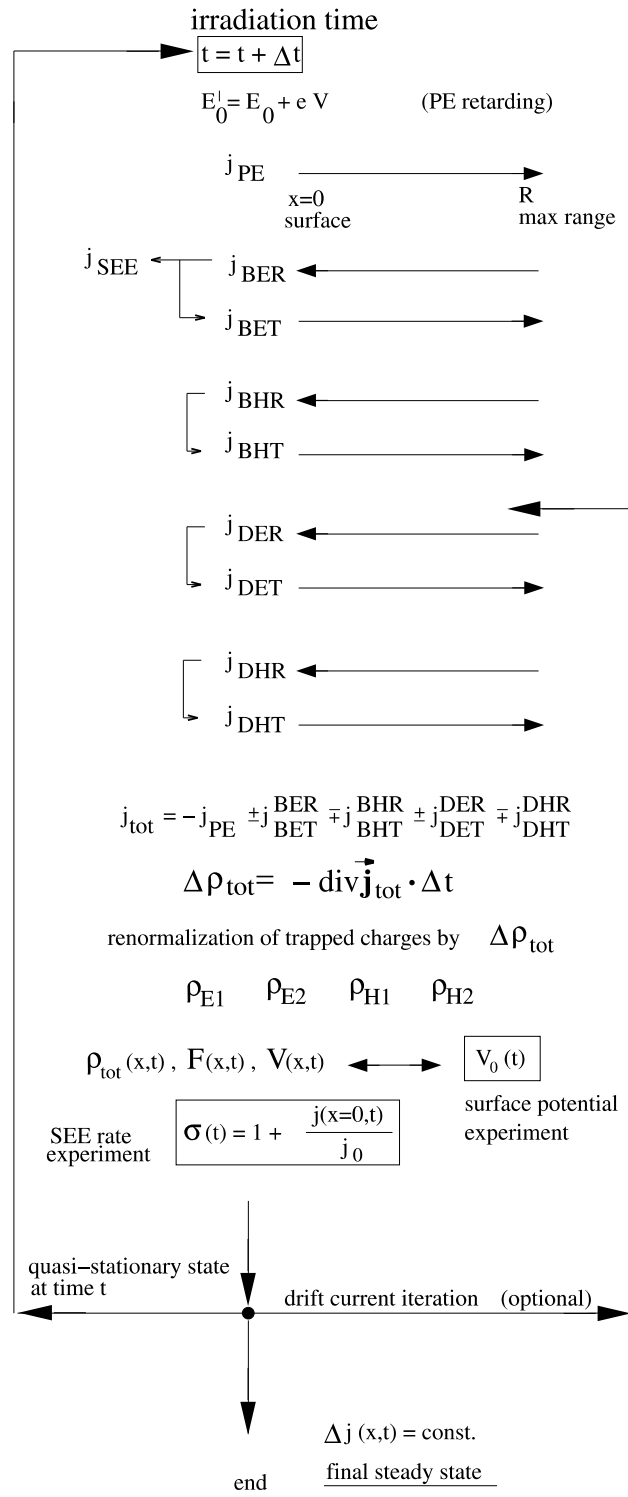 irradiation time
t = t + Δt
E₀' = E₀ + e V (PE retarding)
j PE
x=0 R
surface max range
j SEE j BER
j BET
j BHR
j BHT
j DER
j DET
j DHR
j DHT
j tot = − j PE ± j BER BET ∓ j BHR BHT ± j DER DET ∓ j DHR DHT
Δρ tot = − div j⃗ tot · Δt
renormalization of trapped charges by Δρ tot
ρ E1 ρ E2 ρ H1 ρ H2
ρ tot (x,t) , F(x,t) , V(x,t) V₀ (t)
surface potential
experiment
SEE rate
experiment
σ(t) = 1 + j(x=0,t) / j₀
quasi−stationary state
at time t
drift current iteration (optional)
Δ j (x,t) = const.
end final steady state